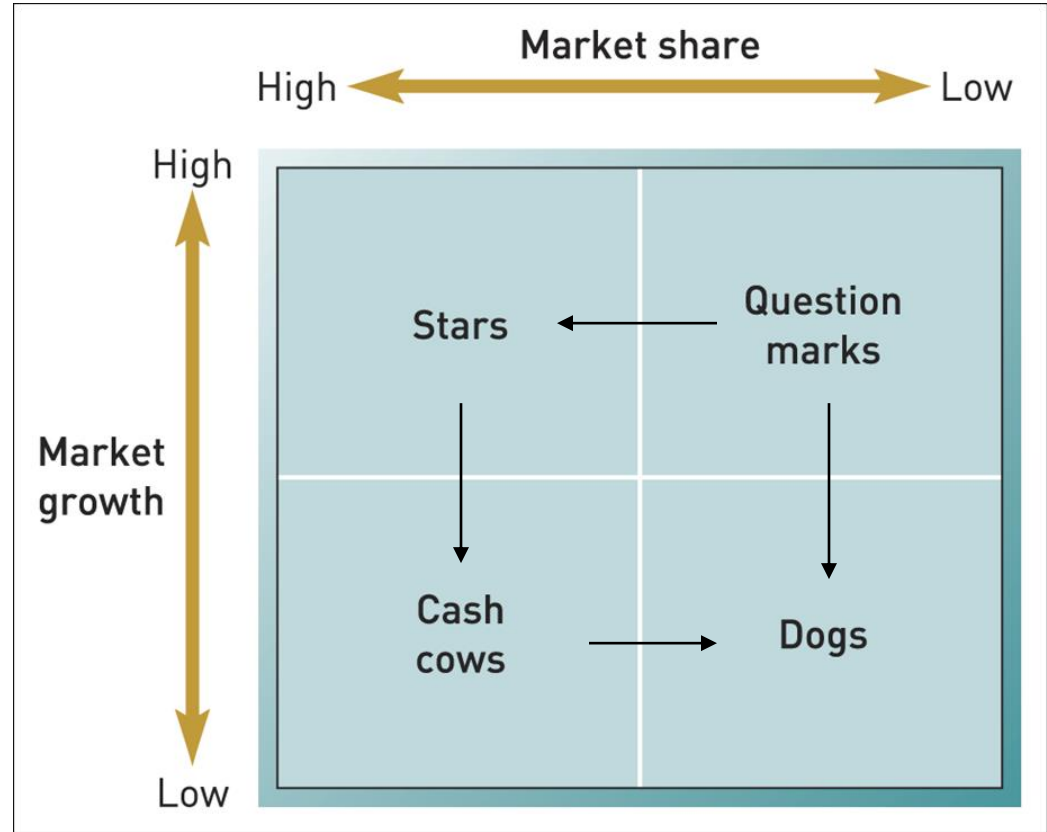 Market share
High
Low
High
Stars
Question
marks
Market
growth
Cash
cows
Dogs
Low